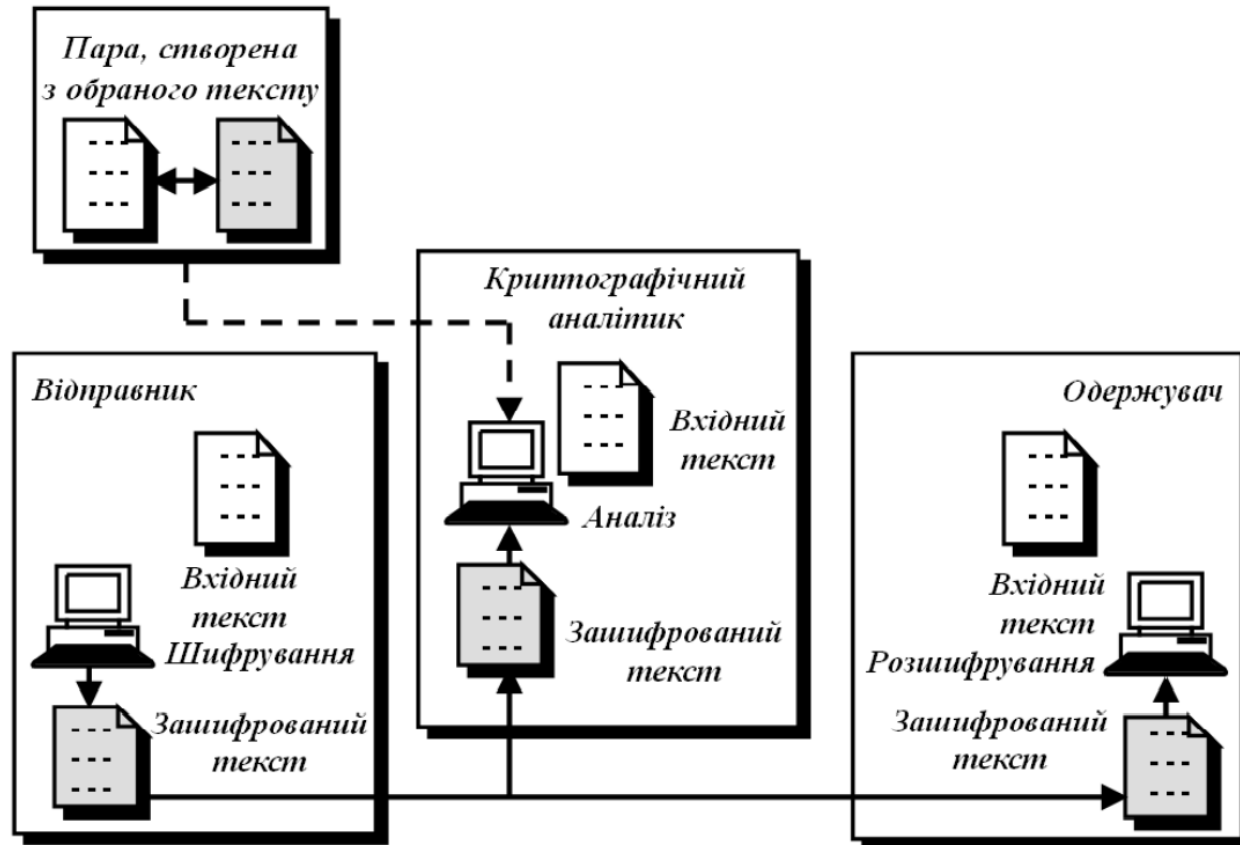 Пара, створена
з обраного тексту
Криптографічний
аналітик
Вхідний
текст
Аналіз
Зашифрований
текст
Відправник
Вхідний
текст
Шифрування
Зашифрований
текст
Одержувач
Вхідний
текст
Розшифрування
Зашифрований
текст